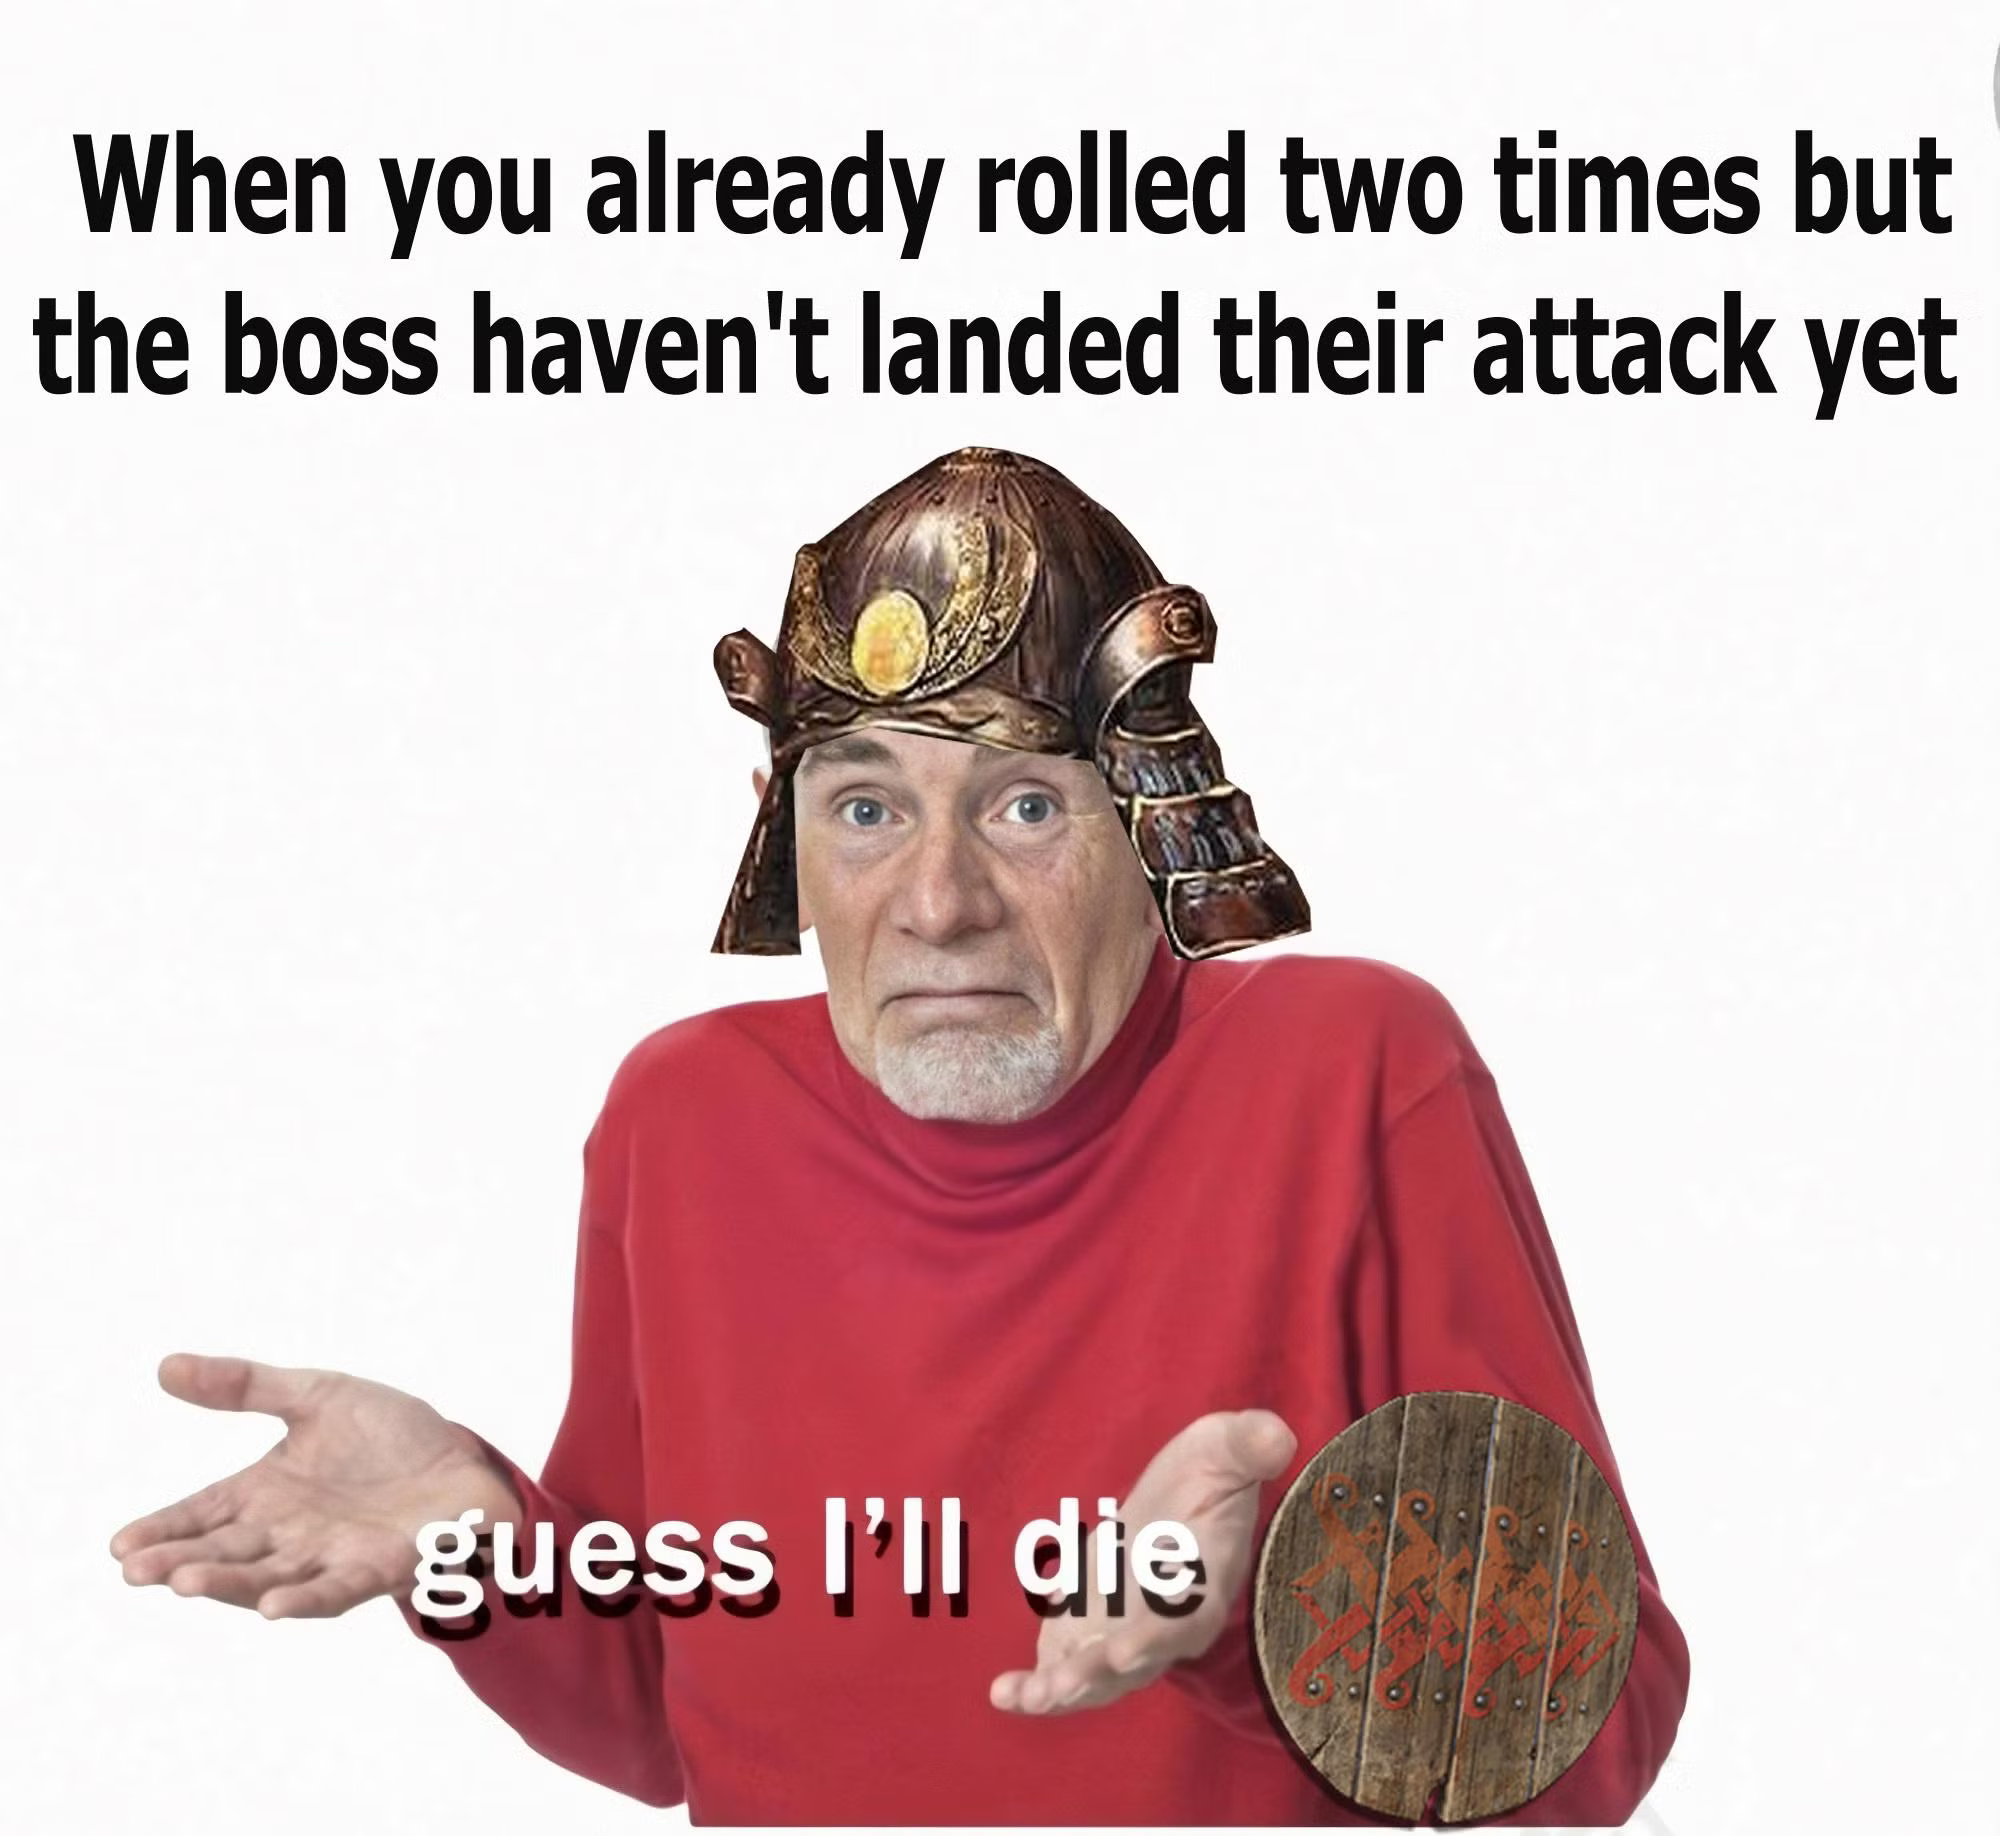 When you already rolled two times but
the boss haven't landed their attack yet
guess I’ll die